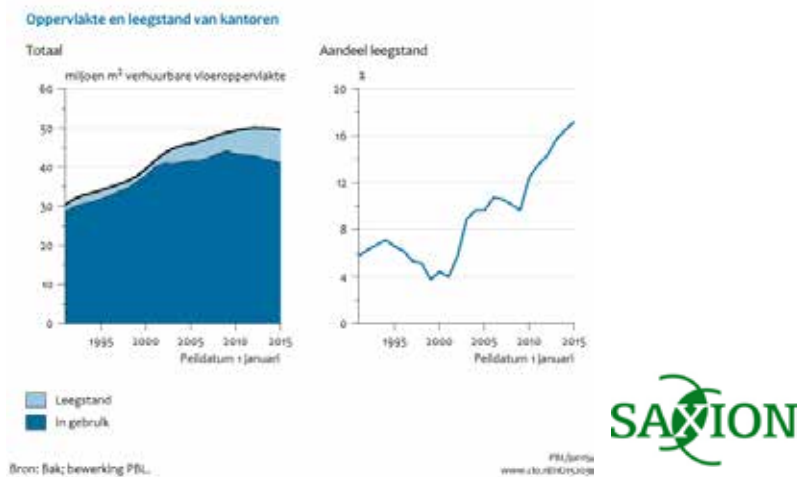 Oppervlakte en leegstand van kantoren
Totaal
miljoen m² verhuurbare vloeroppervlakte
60
50
40
30
20
10
0
1995 2000 2005 2010 2015
Peildatum 1 januari
Aandeel leegstand
%
20
16
12
8
4
0
1995 2000 2005 2010 2015
Peildatum 1 januari
Leegstand
In gebruik
Bron: Bak; bewerking PBL.
SAXION